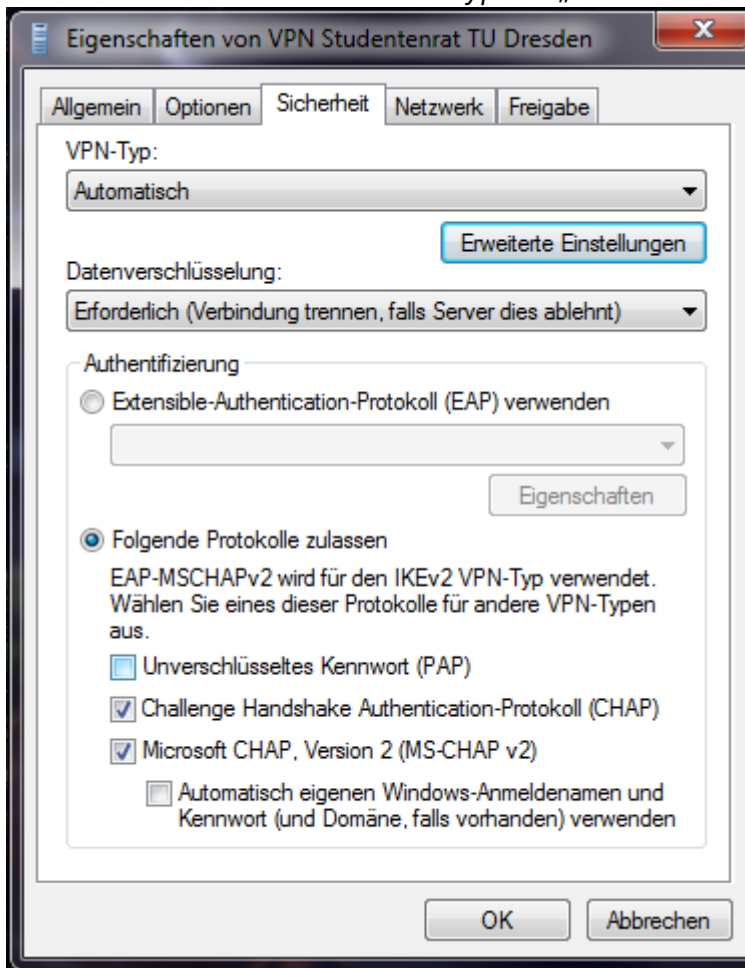 Eigenschaften von VPN Studentenrat TU Dresden
Allgemein Optionen Sicherheit Netzwerk Freigabe
VPN-Typ:
Automatisch
Erweiterte Einstellungen
Datenverschlüsselung:
Erforderlich (Verbindung trennen, falls Server dies ablehnt)
Authentifizierung
Extensible-Authentication-Protokoll (EAP) verwenden
Eigenschaften
Folgende Protokolle zulassen
EAP-MSCHAPv2 wird für den IKEv2 VPN-Typ verwendet.
Wählen Sie eines dieser Protokolle für andere VPN-Typen
aus.
Unverschlüsseltes Kennwort (PAP)
Challenge Handshake Authentication-Protokoll (CHAP)
Microsoft CHAP, Version 2 (MS-CHAP v2)
Automatisch eigenen Windows-Anmeldenamen und
Kennwort (und Domäne, falls vorhanden) verwenden
OK Abbrechen